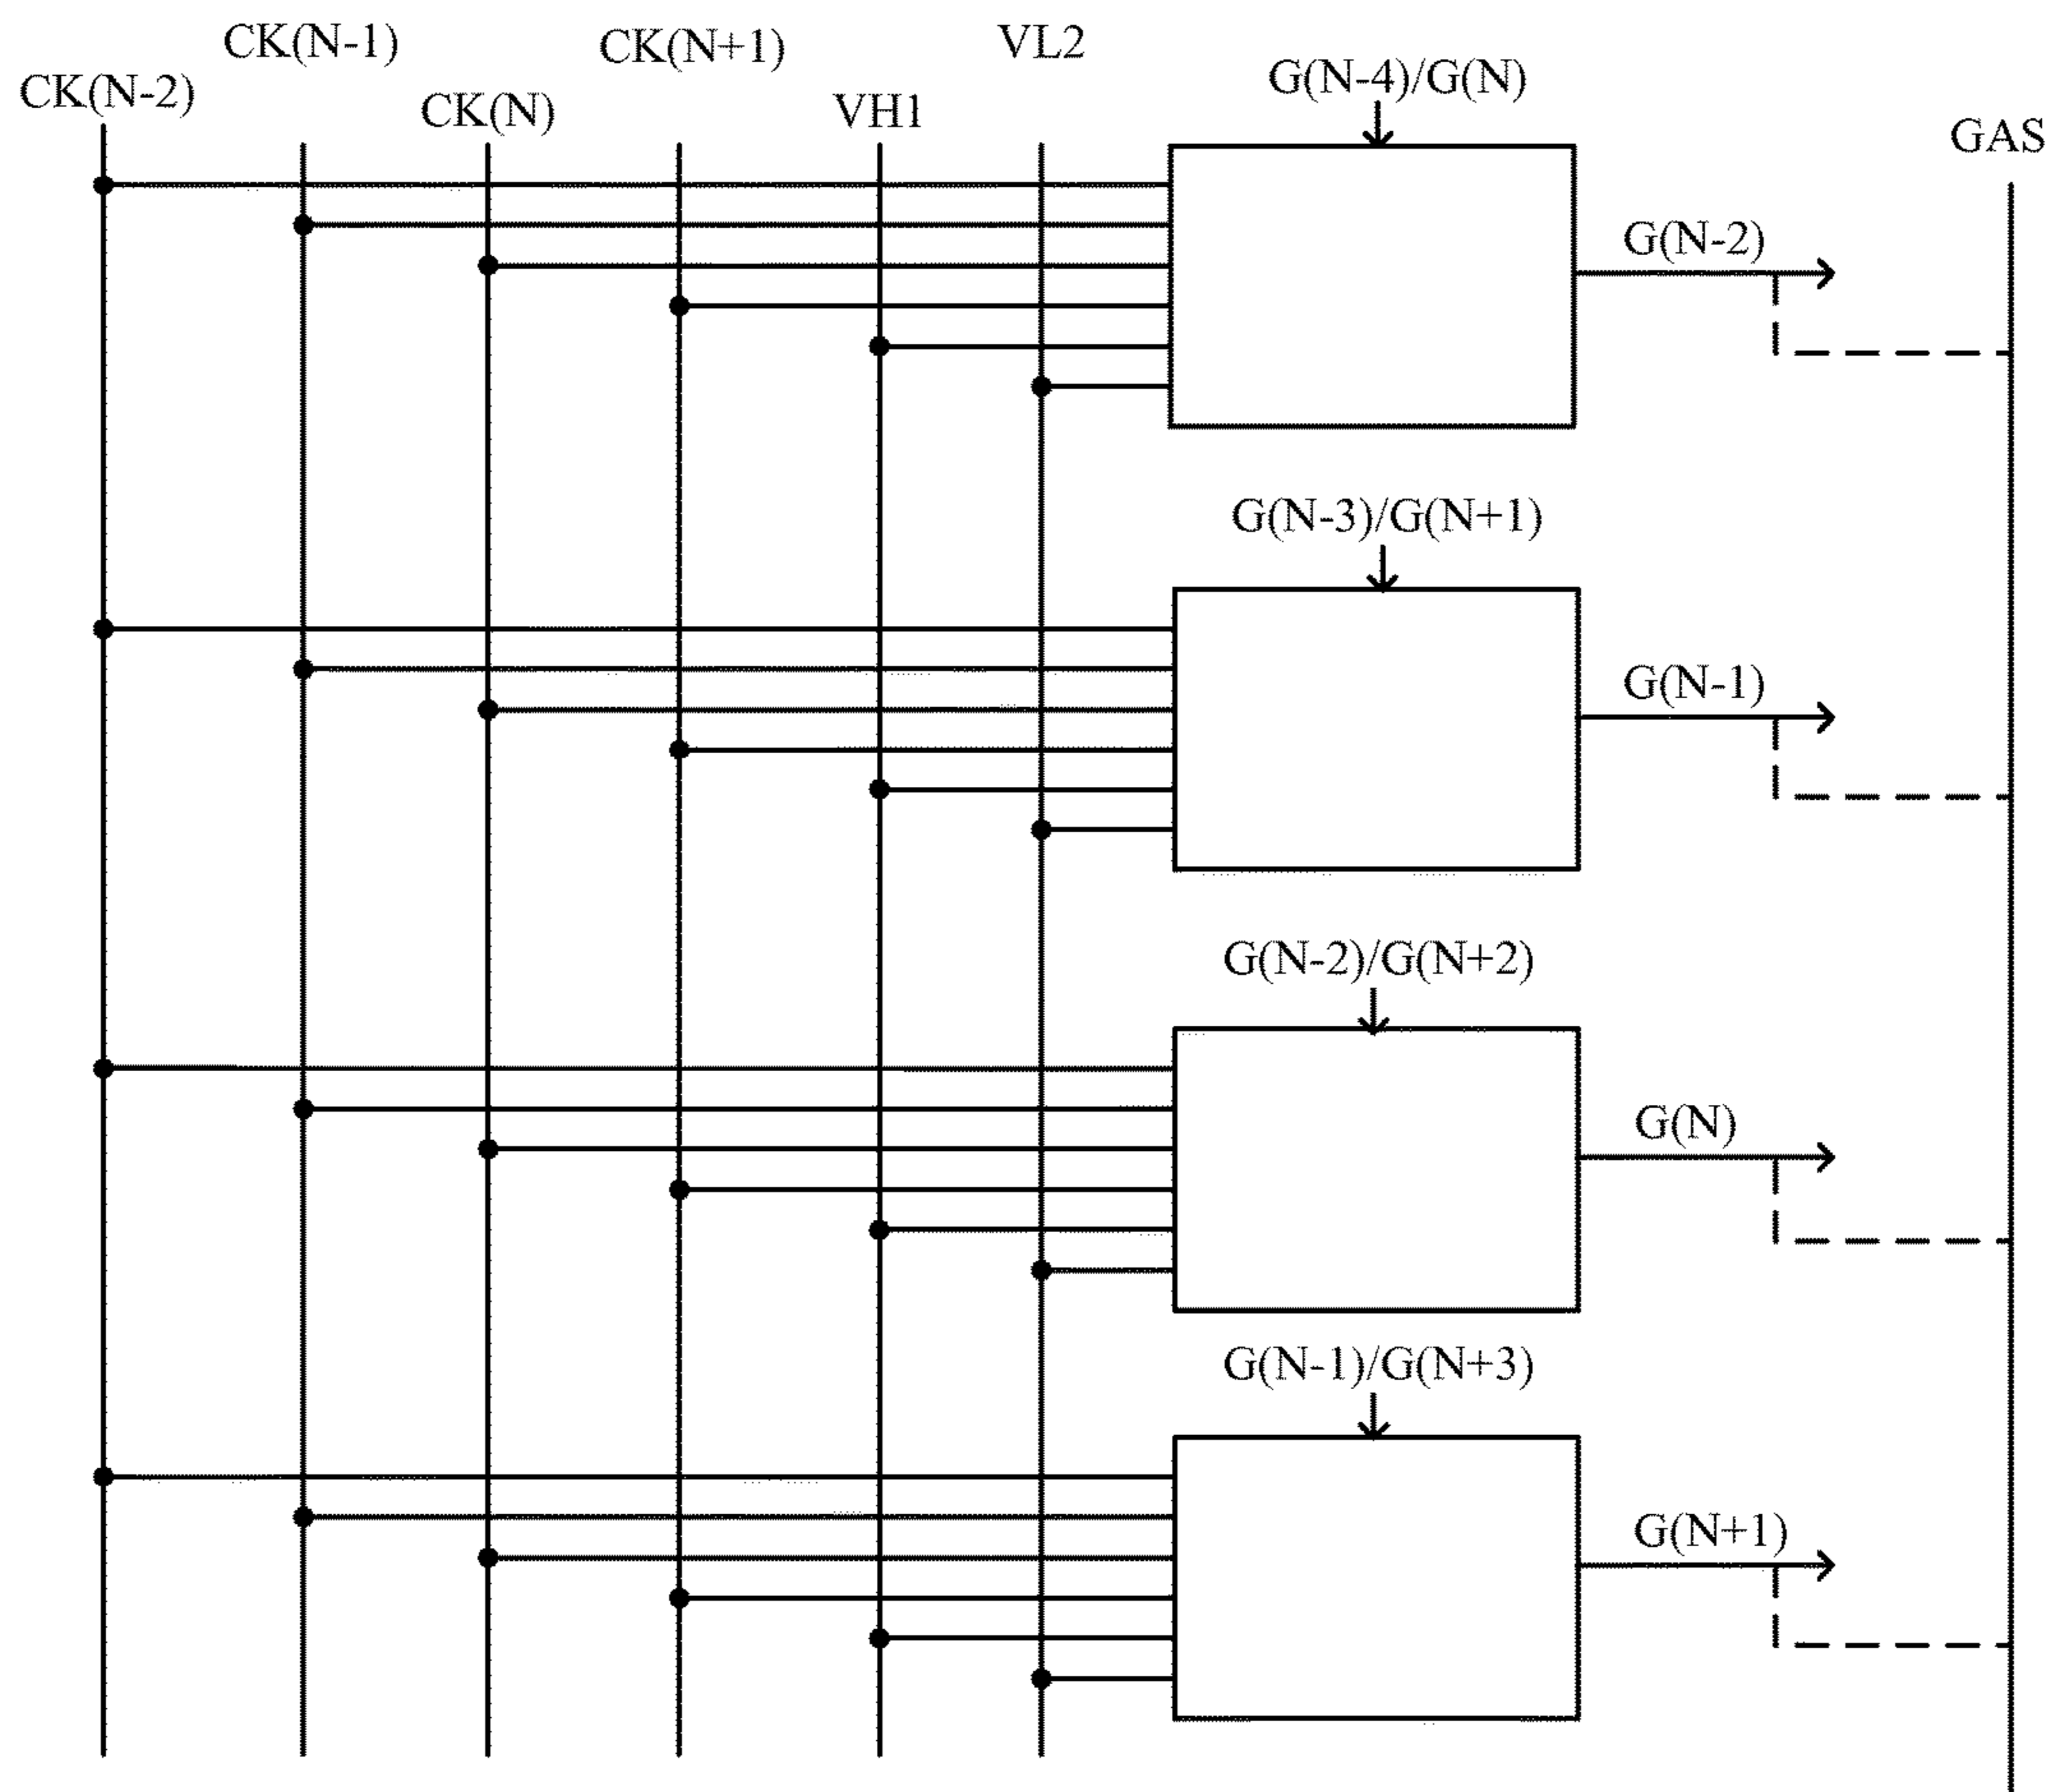 CK(N-2)
CK(N-1)
CK(N)
CK(N+1)
VH1
VL2
G(N-4)/G(N)
GAS
G(N-2)
G(N-3)/G(N+1)
G(N-1)
G(N-2)/G(N+2)
G(N)
G(N-1)/G(N+3)
G(N+1)